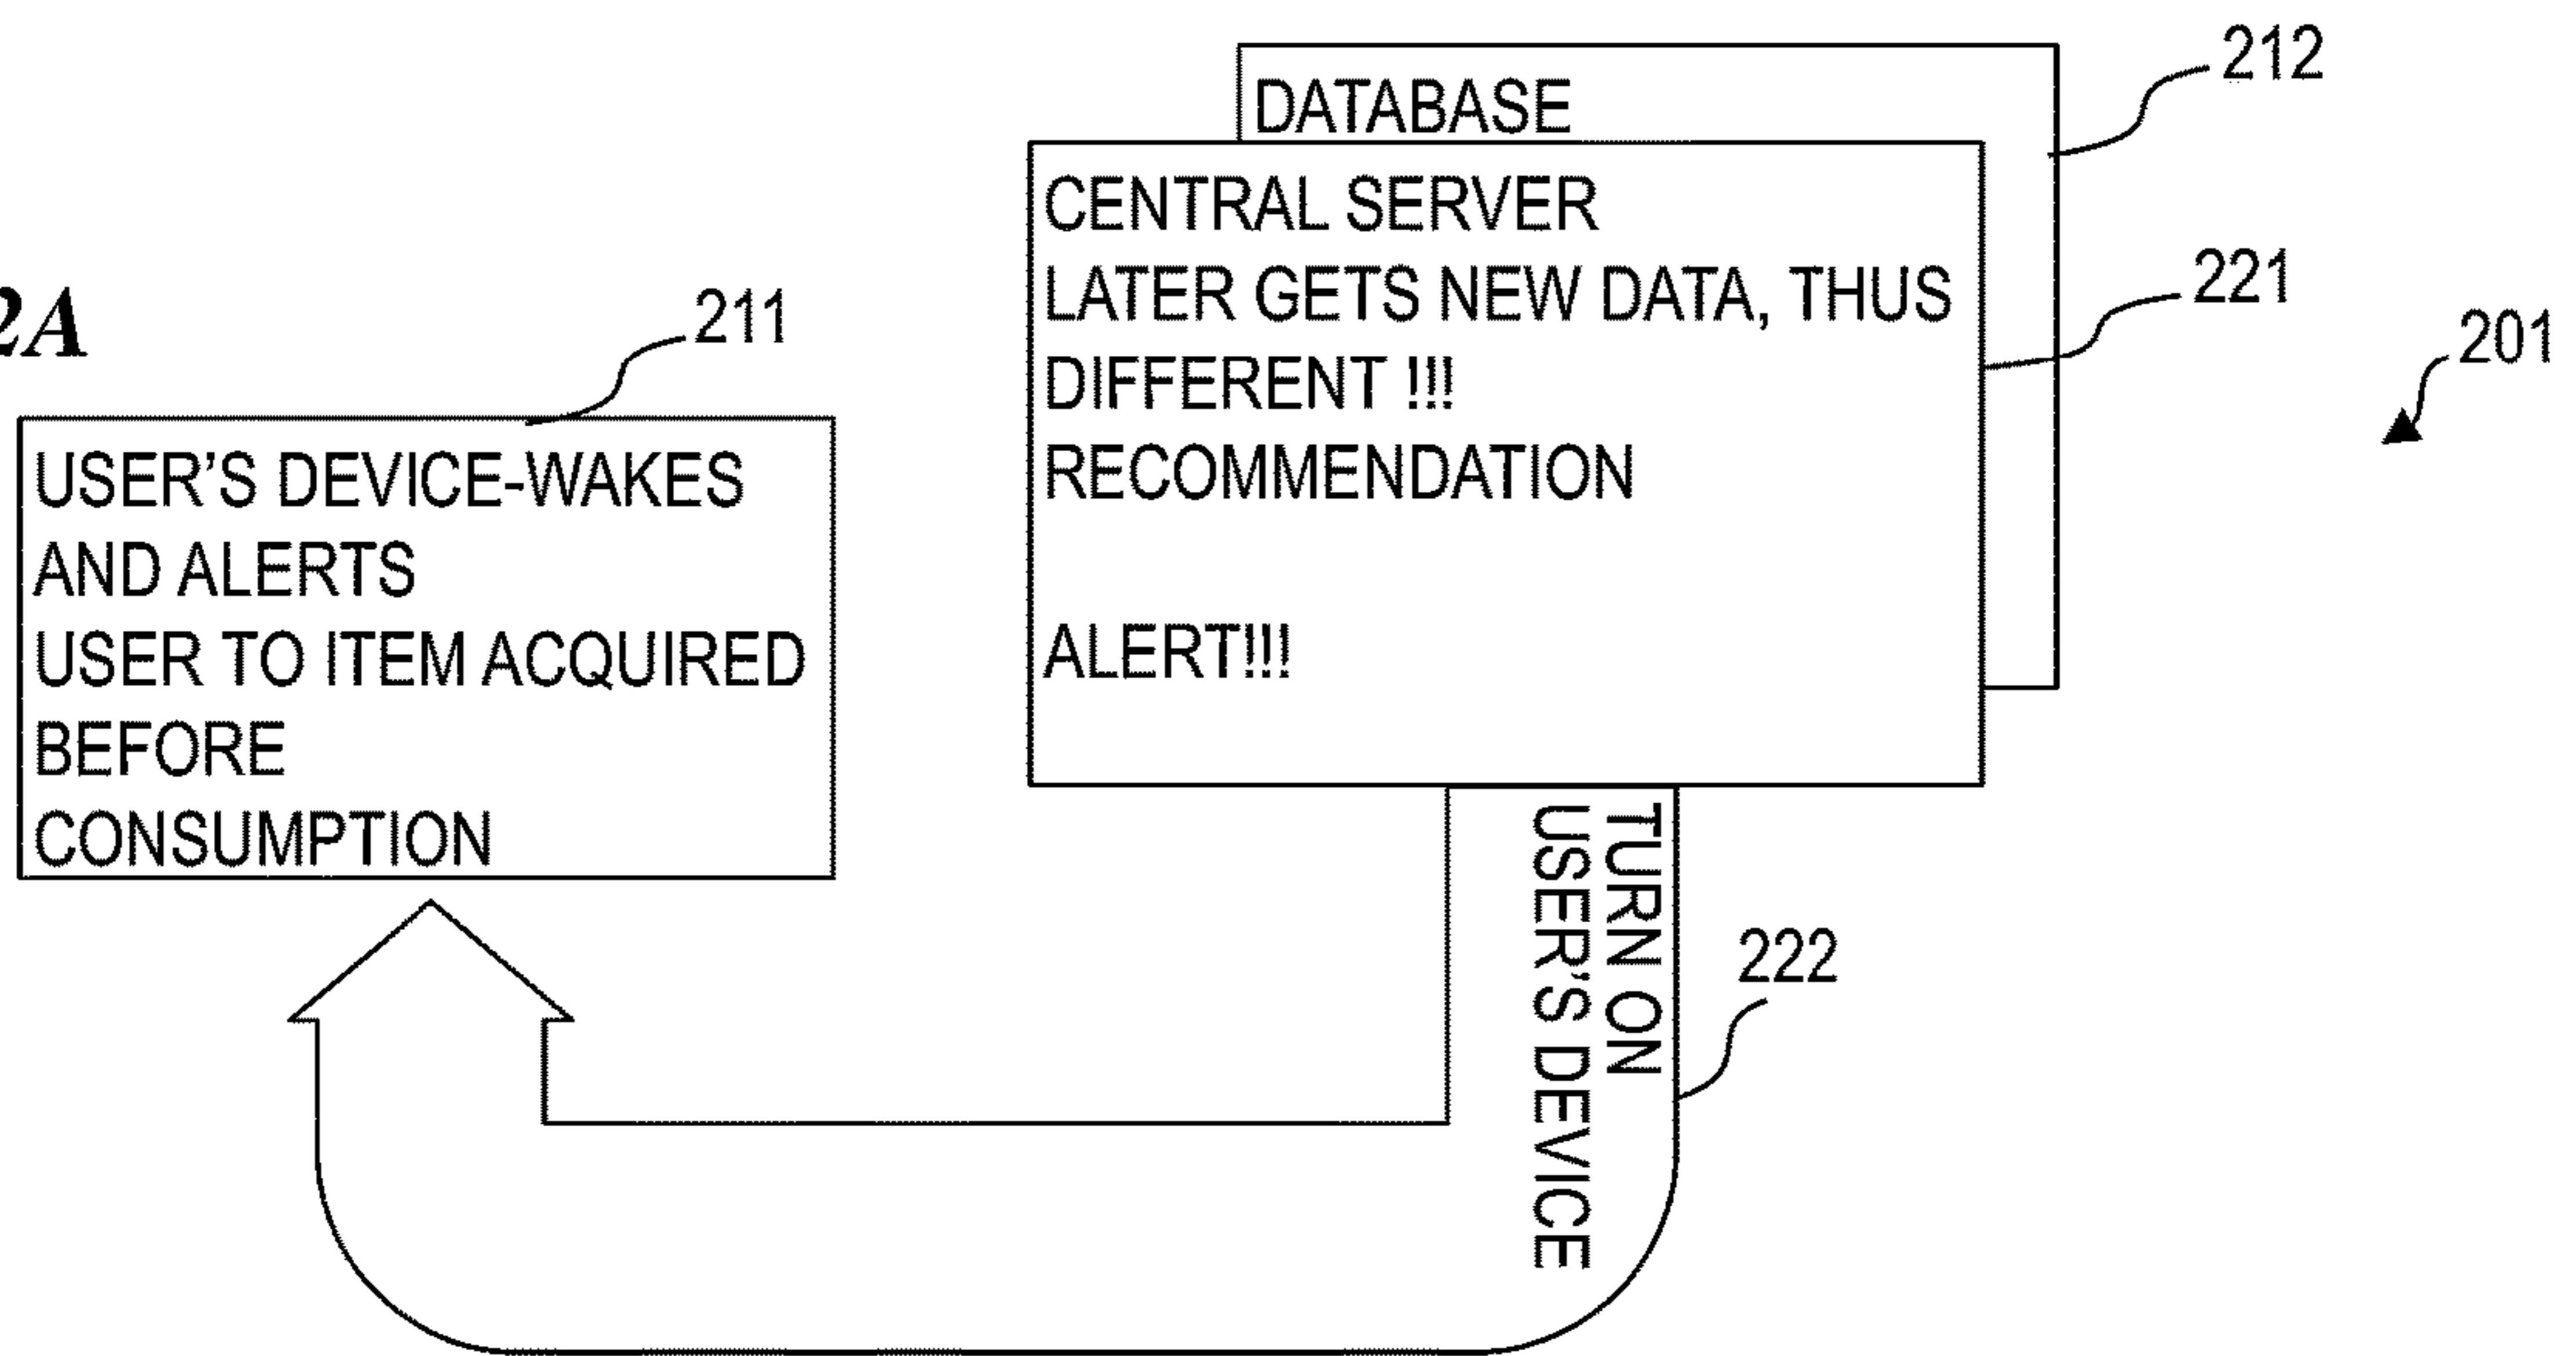 2A
211
USER'S DEVICE-WAKES
AND ALERTS
USER TO ITEM ACQUIRED
BEFORE
CONSUMPTION
DATABASE
212
CENTRAL SERVER
LATER GETS NEW DATA, THUS
DIFFERENT !!!
RECOMMENDATION
ALERT!!!
221
201
TURN ON
USER'S DEVICE
222